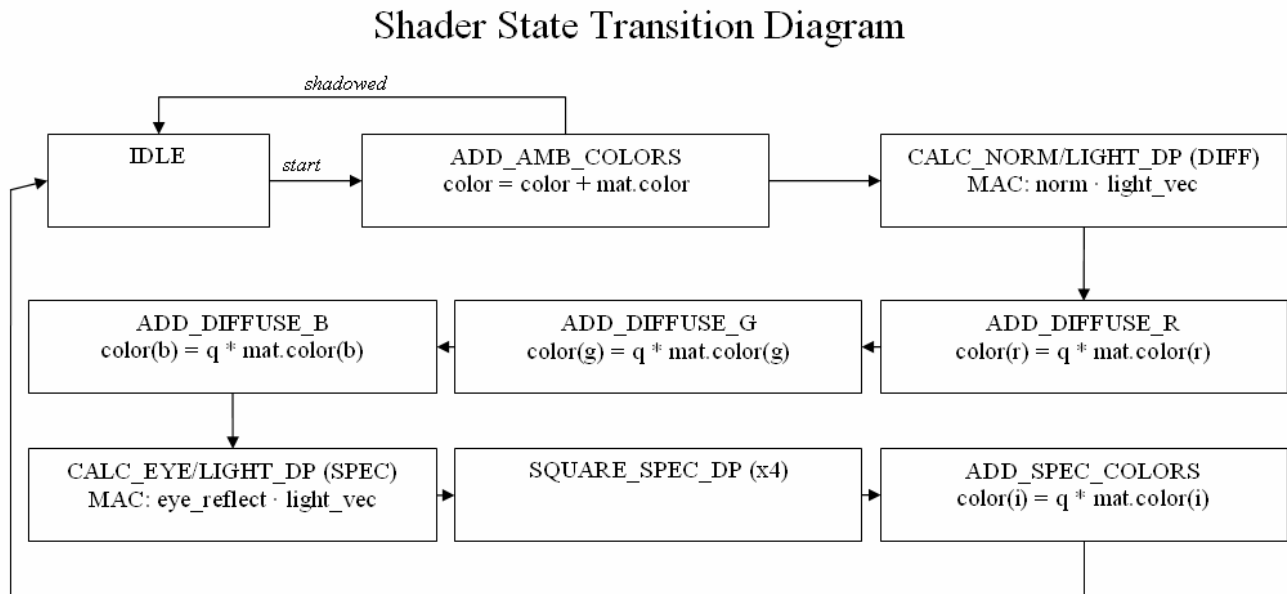 Shader State Transition Diagram
shadowed
IDLE
start
ADD_AMB_COLORS
color = color + mat.color
CALC_NORM/LIGHT_DP (DIFF)
MAC: norm · light_vec
ADD_DIFFUSE_B
color(b) = q * mat.color(b)
ADD_DIFFUSE_G
color(g) = q * mat.color(g)
ADD_DIFFUSE_R
color(r) = q * mat.color(r)
CALC_EYE/LIGHT_DP (SPEC)
MAC: eye_reflect · light_vec
SQUARE_SPEC_DP (x4)
ADD_SPEC_COLORS
color(i) = q * mat.color(i)